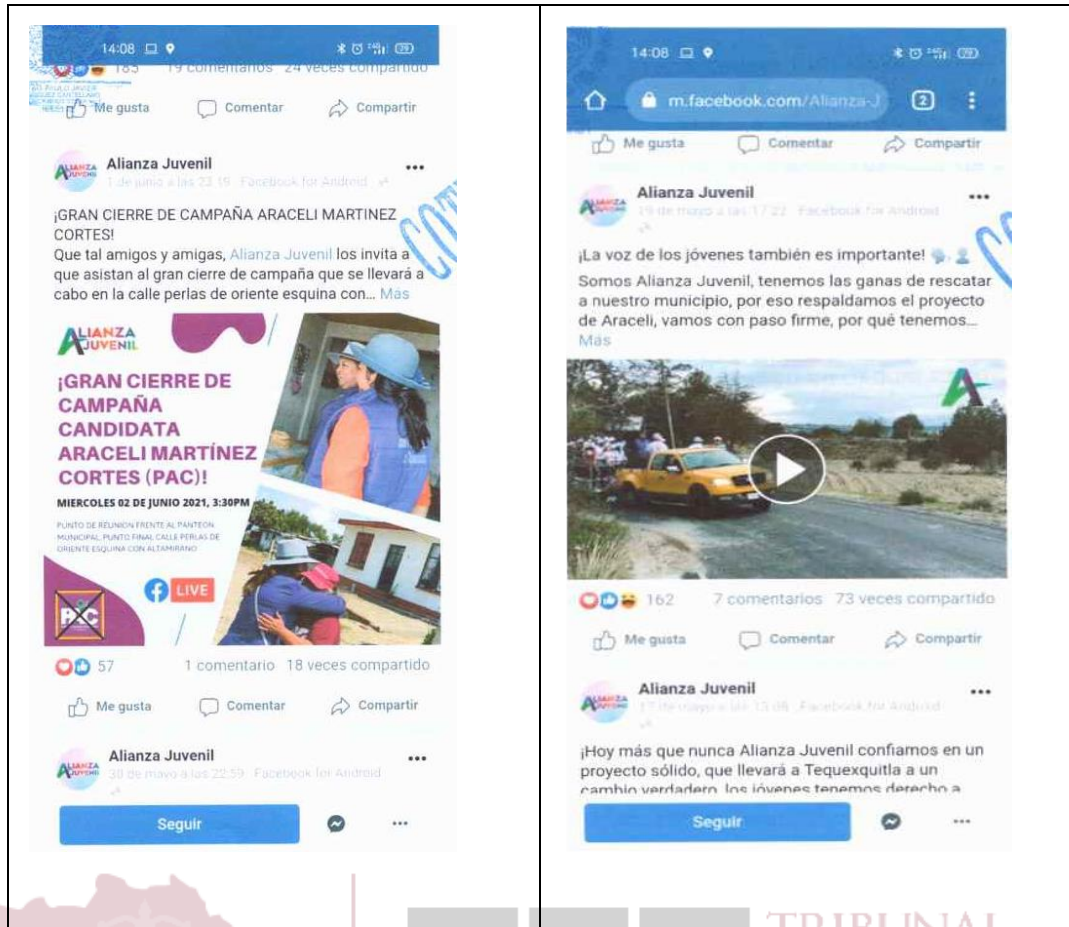 14:08
185 19 comentarios 24 veces compartido
Me gusta Comentar Compartir
Alianza Juvenil
1 de junio a las 23:19 Facebook for Android
¡GRAN CIERRE DE CAMPAÑA ARACELI MARTINEZ
CORTES!
Que tal amigos y amigas, Alianza Juvenil los invita a
que asistan al gran cierre de campaña que se llevará a
cabo en la calle perlas de oriente esquina con... Más
ALIANZA
JUVENIL
¡GRAN CIERRE DE
CAMPAÑA
CANDIDATA
ARACELI MARTÍNEZ
CORTES (PAC)!
MIERCOLES 02 DE JUNIO 2021, 3:30PM
PUNTO DE REUNION FRENTE AL PANTEON
MUNICIPAL, PUNTO FINAL CALLE PERLAS DE
ORIENTE ESQUINA CON ALTAMIRANO
LIVE
PAC
57 1 comentario 18 veces compartido
Me gusta Comentar Compartir
Alianza Juvenil
30 de mayo a las 22:59 Facebook for Android
Seguir
14:08
m.facebook.com/Alianza-J 2
Me gusta Comentar Compartir
Alianza Juvenil
19 de mayo a las 17:22 Facebook for Android
¡La voz de los jóvenes también es importante!
Somos Alianza Juvenil, tenemos las ganas de rescatar
a nuestro municipio, por eso respaldamos el proyecto
de Araceli, vamos con paso firme, por qué tenemos...
Más
162 7 comentarios 73 veces compartido
Me gusta Comentar Compartir
Alianza Juvenil
17 de mayo a las 13:08 Facebook for Android
¡Hoy más que nunca Alianza Juvenil confiamos en un
proyecto sólido, que llevará a Tequexquitla a un
cambio verdadero, los jóvenes tenemos derecho a
Seguir
TRIBUNAL